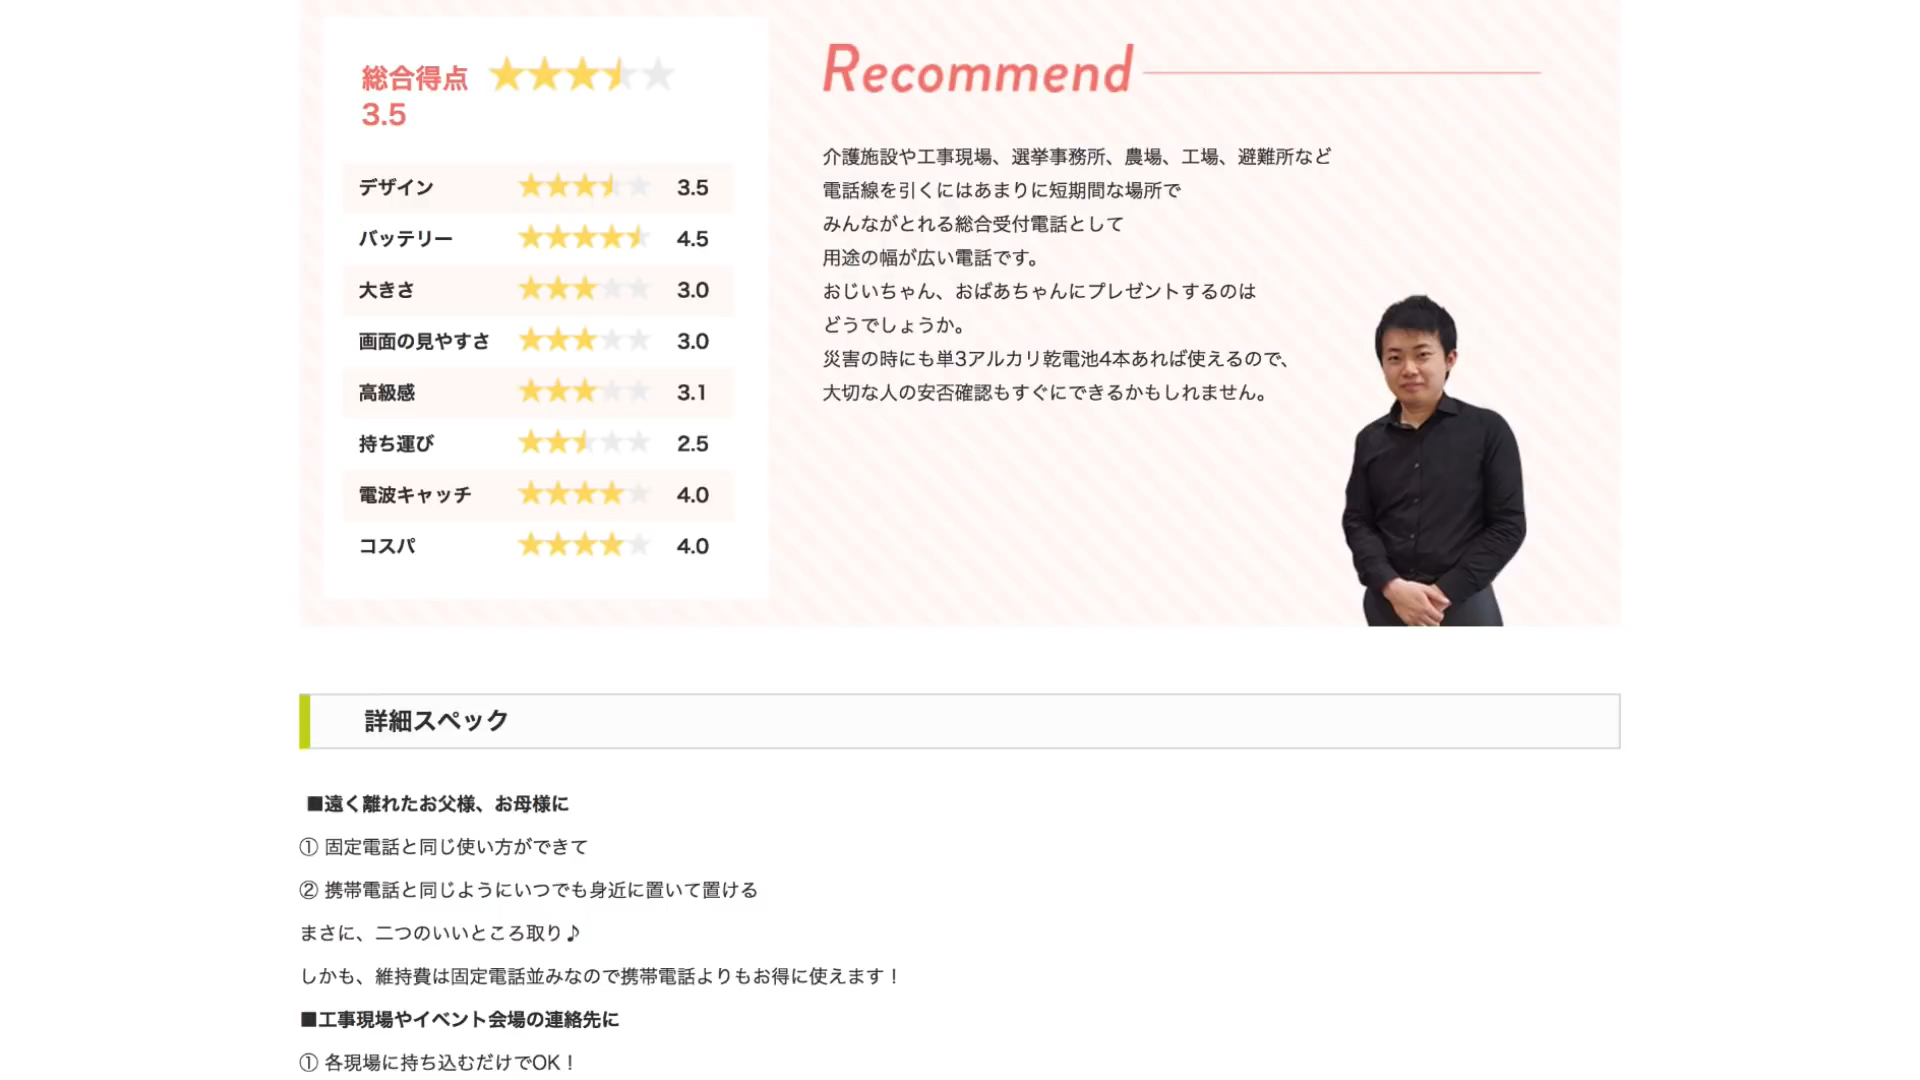 総合得点
3.5
デザイン 3.5
バッテリー 4.5
大きさ 3.0
画面の見やすさ 3.0
高級感 3.1
持ち運び 2.5
電波キャッチ 4.0
コスパ 4.0
Recommend
介護施設や工事現場、選挙事務所、農場、工場、避難所など
電話線を引くにはあまりに短期間な場所で
みんながとれる総合受付電話として
用途の幅が広い電話です。
おじいちゃん、おばあちゃんにプレゼントするのは
どうでしょうか。
災害の時にも単3アルカリ乾電池4本あれば使えるので、
大切な人の安否確認もすぐにできるかもしれません。
詳細スペック
■遠く離れたお父様、お母様に
① 固定電話と同じ使い方ができて
② 携帯電話と同じようにいつでも身近に置いて置ける
まさに、二つのいいところ取り♪
しかも、維持費は固定電話並みなので携帯電話よりもお得に使えます！
■工事現場やイベント会場の連絡先に
① 各現場に持ち込むだけでOK！